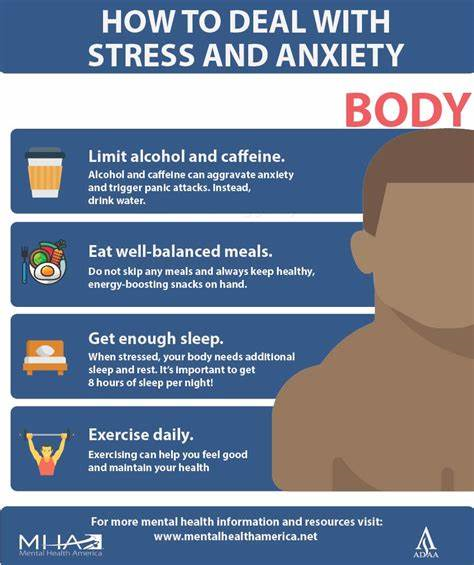 HOW TO DEAL WITH
STRESS AND ANXIETY
BODY
Limit alcohol and caffeine.
Alcohol and caffeine can aggravate anxiety
and trigger panic attacks. Instead,
drink water.
Eat well-balanced meals.
Do not skip any meals and always keep healthy,
energy-boosting snacks on hand.
Get enough sleep.
When stressed, your body needs additional
sleep and rest. It's important to get
8 hours of sleep per night!
Exercise daily.
Exercising can help you feel good
and maintain your health
For more mental health information and resources visit:
www.mentalhealthamerica.net
MHA
Mental Health America
ADAA